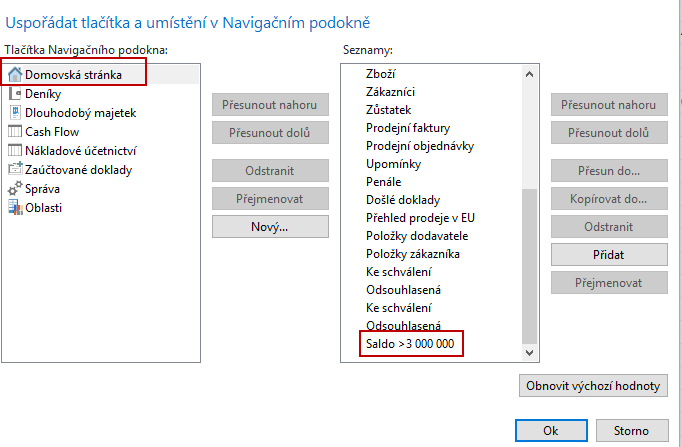 Uspořádat tlačítka a umístění v Navigačním podokně
Tlačítka Navigačního podokna:
Domovská stránka
Deníky
Dlouhodobý majetek
Cash Flow
Nákladové účetnictví
Zaúčtované doklady
Správa
Oblasti
Přesunout nahoru
Přesunout dolů
Odstranit
Přejmenovat
Nový...
Seznamy:
Zboží
Zákazníci
Zůstatek
Prodejní faktury
Prodejní objednávky
Upomínky
Penále
Došlé doklady
Přehled prodeje v EU
Položky dodavatele
Položky zákazníka
Ke schválení
Odsouhlasená
Ke schválení
Odsouhlasená
Saldo >3 000 000
Přesunout nahoru
Přesunout dolů
Přesun do...
Kopírovat do...
Odstranit
Přidat
Přejmenovat
Obnovit výchozí hodnoty
Ok
Storno